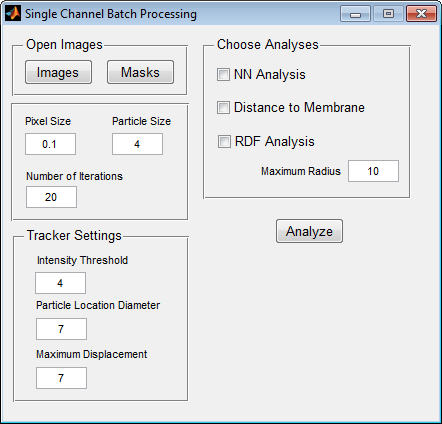 Single Channel Batch Processing
Open Images
Images Masks
Pixel Size Particle Size
0.1 4
Number of Iterations
20
Tracker Settings
Intensity Threshold
4
Particle Location Diameter
7
Maximum Displacement
7
Choose Analyses
NN Analysis
Distance to Membrane
RDF Analysis
Maximum Radius 10
Analyze